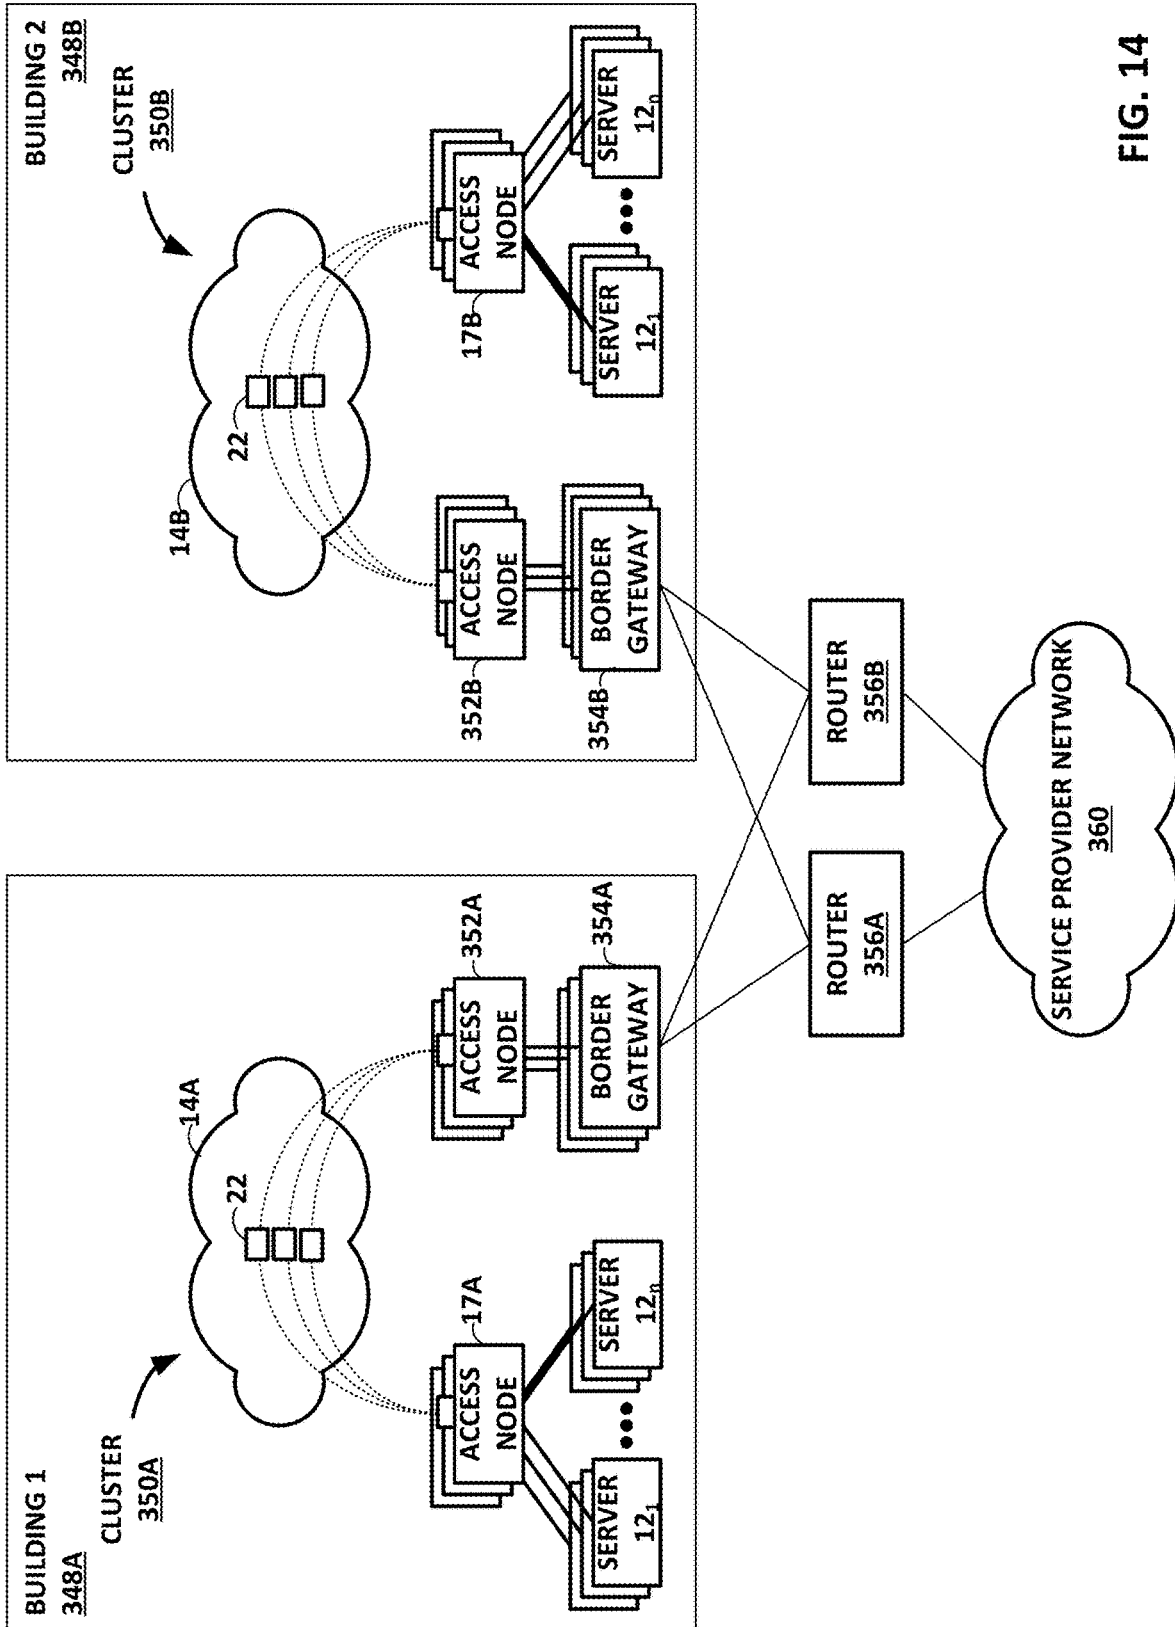 BUILDING 1
348A
CLUSTER
350A
14A
22
17A
ACCESS
NODE
352A
ACCESS
NODE
SERVER
12₁
SERVER
12ₙ
354A
BORDER
GATEWAY
BUILDING 2
348B
CLUSTER
350B
14B
22
352B
ACCESS
NODE
17B
ACCESS
NODE
354B
BORDER
GATEWAY
SERVER
12₁
SERVER
12ₙ
ROUTER
356A
ROUTER
356B
SERVICE PROVIDER NETWORK
360
FIG. 14